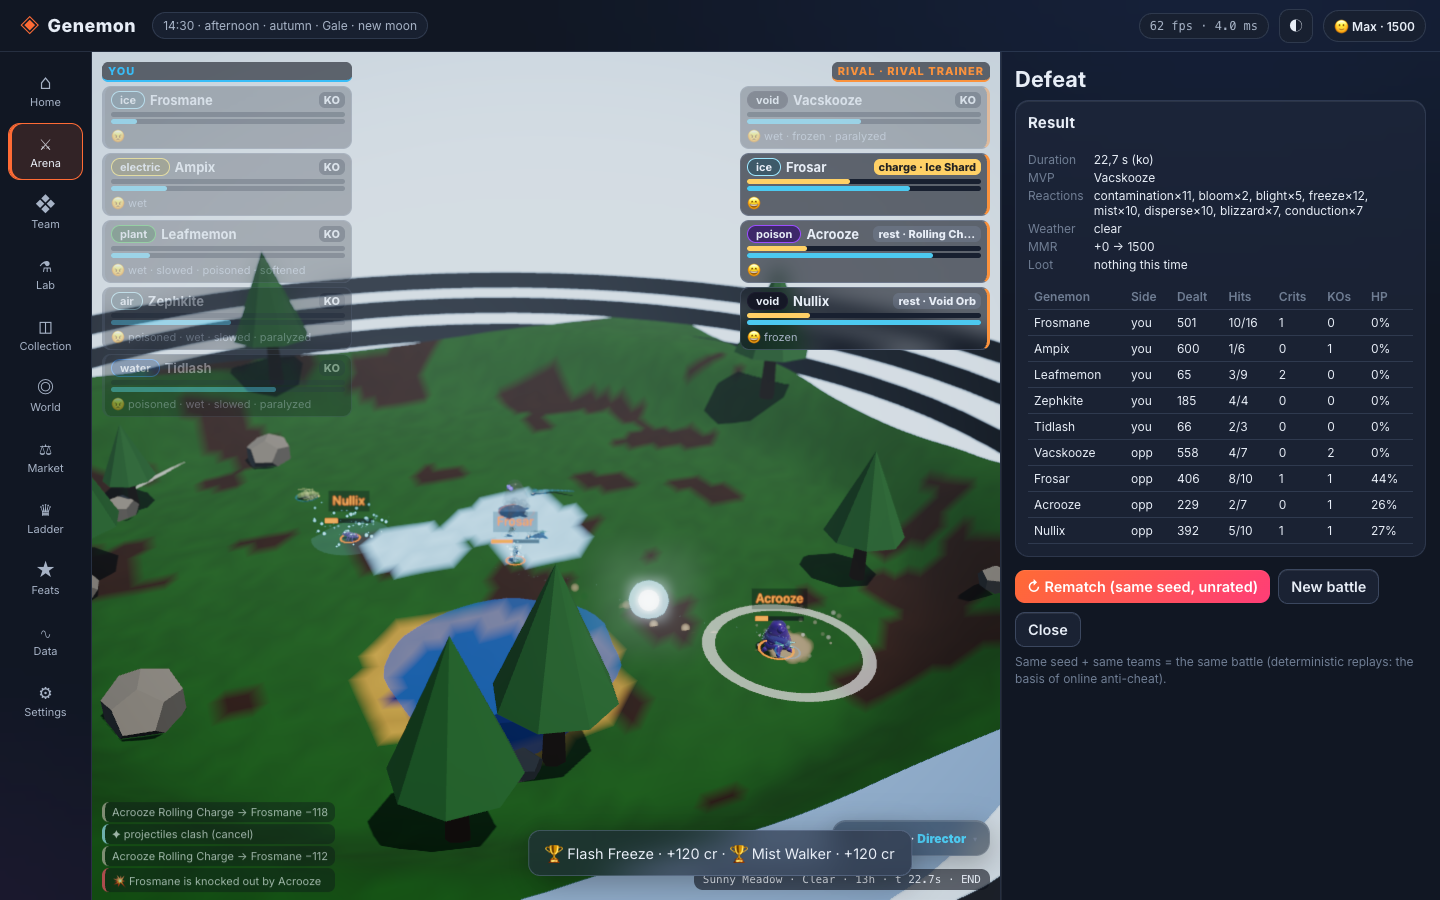 Genemon
14:30 · afternoon · autumn · Gale · new moon
62 fps · 4.0 ms
Max · 1500
Home
Arena
Team
Lab
Collection
World
Market
Ladder
Feats
Data
Settings
YOU
ice Frosmane KO
electric Ampix KO
wet
plant Leafmemon KO
wet · slowed · poisoned · softened
air Zephkite KO
poisoned · wet · slowed · paralyzed
water Tidlash KO
poisoned · wet · slowed · paralyzed
RIVAL · RIVAL TRAINER
void Vacskooze KO
wet · frozen · paralyzed
ice Frosar charge · Ice Shard
poison Acrooze rest · Rolling Ch…
void Nullix rest · Void Orb
frozen
Nullix
Frosar
Acrooze
Acrooze Rolling Charge → Frosmane −118
✦ projectiles clash (cancel)
Acrooze Rolling Charge → Frosmane −112
Frosmane is knocked out by Acrooze
· Director
🏆 Flash Freeze · +120 cr · 🏆 Mist Walker · +120 cr
Sunny Meadow · Clear · 13h · t 22.7s · END
Defeat
Result
Duration 22,7 s (ko)
MVP Vacskooze
Reactions contamination×11, bloom×2, blight×5, freeze×12,
mist×10, disperse×10, blizzard×7, conduction×7
Weather clear
MMR +0 → 1500
Loot nothing this time
Genemon Side Dealt Hits Crits KOs HP
Frosmane you 501 10/16 1 0 0%
Ampix you 600 1/6 0 1 0%
Leafmemon you 65 3/9 2 0 0%
Zephkite you 185 4/4 0 0 0%
Tidlash you 66 2/3 0 0 0%
Vacskooze opp 558 4/7 0 2 0%
Frosar opp 406 8/10 1 1 44%
Acrooze opp 229 2/7 0 1 26%
Nullix opp 392 5/10 1 1 27%
↻ Rematch (same seed, unrated)
New battle
Close
Same seed + same teams = the same battle (deterministic replays: the
basis of online anti-cheat).